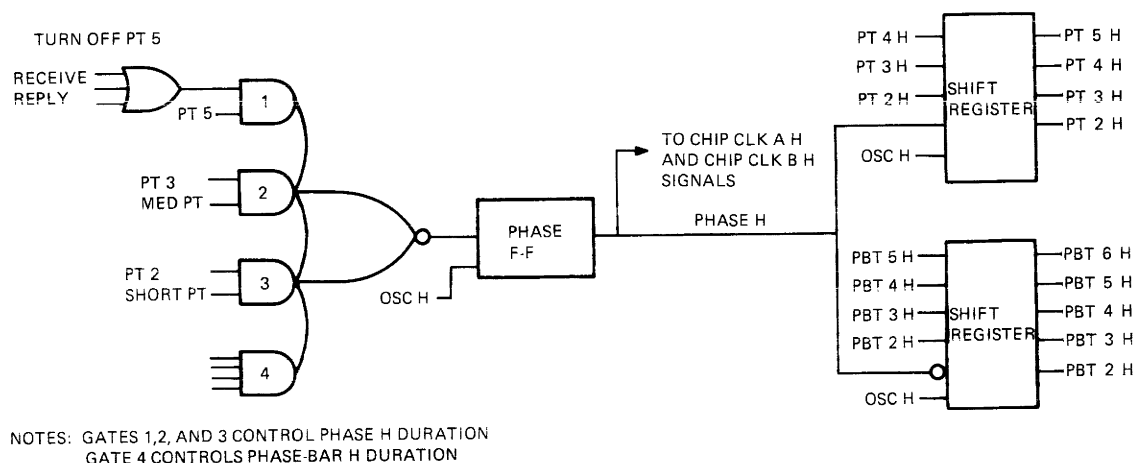 TURN OFF PT 5
RECEIVE
REPLY
PT 5
1
PT 3
MED PT
2
PT 2
SHORT PT
3
4
PHASE
F-F
OSC H
TO CHIP CLK A H
AND CHIP CLK B H
SIGNALS
PHASE H
PT 4 H
PT 3 H
PT 2 H
OSC H
SHIFT
REGISTER
PT 5 H
PT 4 H
PT 3 H
PT 2 H
PBT 5 H
PBT 4 H
PBT 3 H
PBT 2 H
OSC H
SHIFT
REGISTER
PBT 6 H
PBT 5 H
PBT 4 H
PBT 3 H
PBT 2 H
NOTES: GATES 1,2, AND 3 CONTROL PHASE H DURATION
GATE 4 CONTROLS PHASE-BAR H DURATION